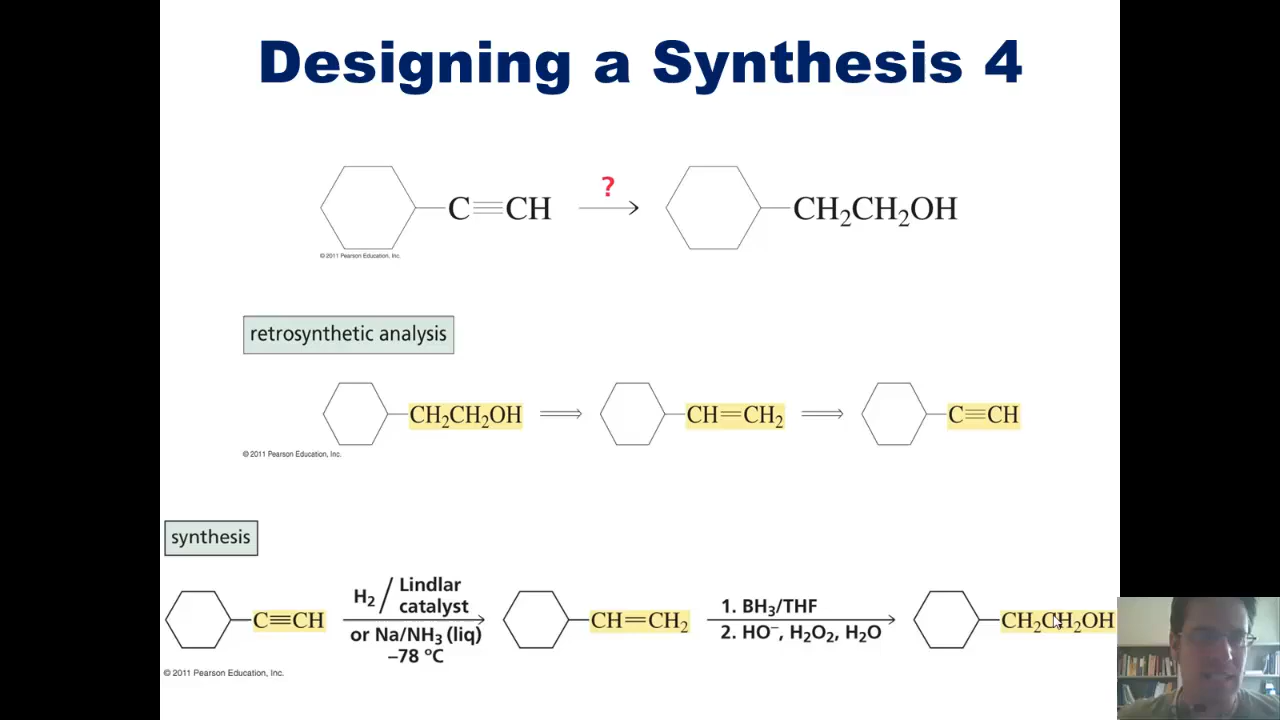 Designing a Synthesis 4
?
C≡CH → CH₂CH₂OH
© 2011 Pearson Education, Inc.
retrosynthetic analysis
CH₂CH₂OH ⇒ CH=CH₂ ⇒ C≡CH
© 2011 Pearson Education, Inc.
synthesis
H₂ / Lindlar catalyst
or Na/NH₃ (liq)
–78 °C
1. BH₃/THF
2. HO⁻, H₂O₂, H₂O
C≡CH → CH=CH₂ → CH₂CH₂OH
© 2011 Pearson Education, Inc.